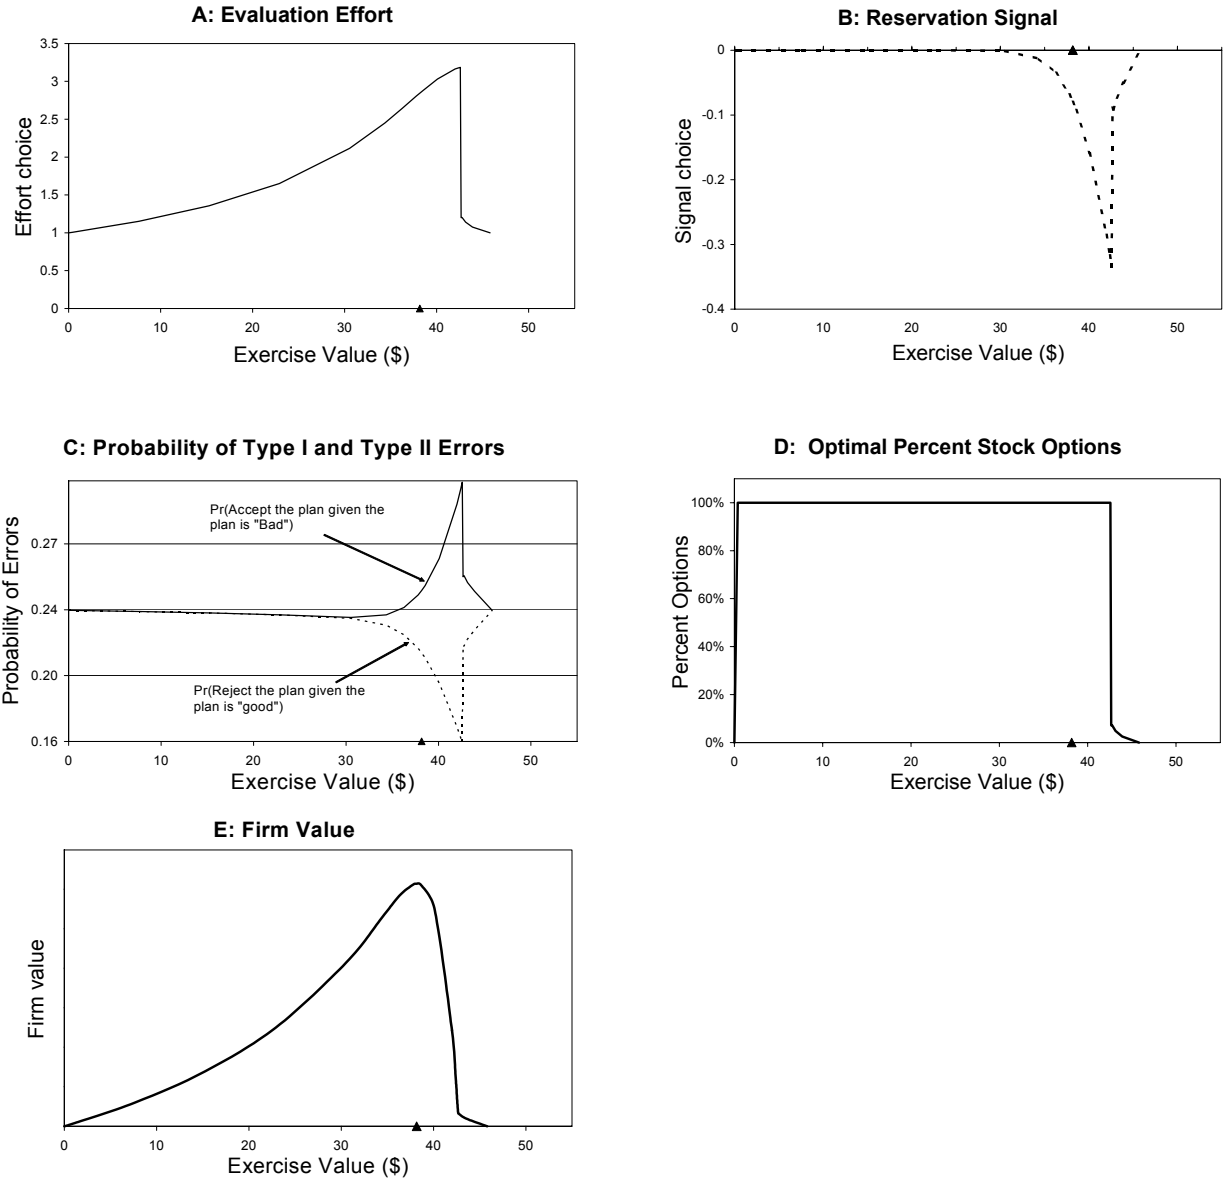 A: Evaluation Effort
3.5
3
2.5
2
1.5
1
0.5
0
Effort choice
0 10 20 30 40 50
Exercise Value ($)
B: Reservation Signal
0
-0.1
-0.2
-0.3
-0.4
Signal choice
0 10 20 30 40 50
Exercise Value ($)
C: Probability of Type I and Type II Errors
Pr(Accept the plan given the
plan is "Bad")
0.27
0.24
0.20
0.16
Probability of Errors
Pr(Reject the plan given the
plan is "good")
0 10 20 30 40 50
Exercise Value ($)
D: Optimal Percent Stock Options
100%
80%
60%
40%
20%
0%
Percent Options
0 10 20 30 40 50
Exercise Value ($)
E: Firm Value
Firm value
0 10 20 30 40 50
Exercise Value ($)